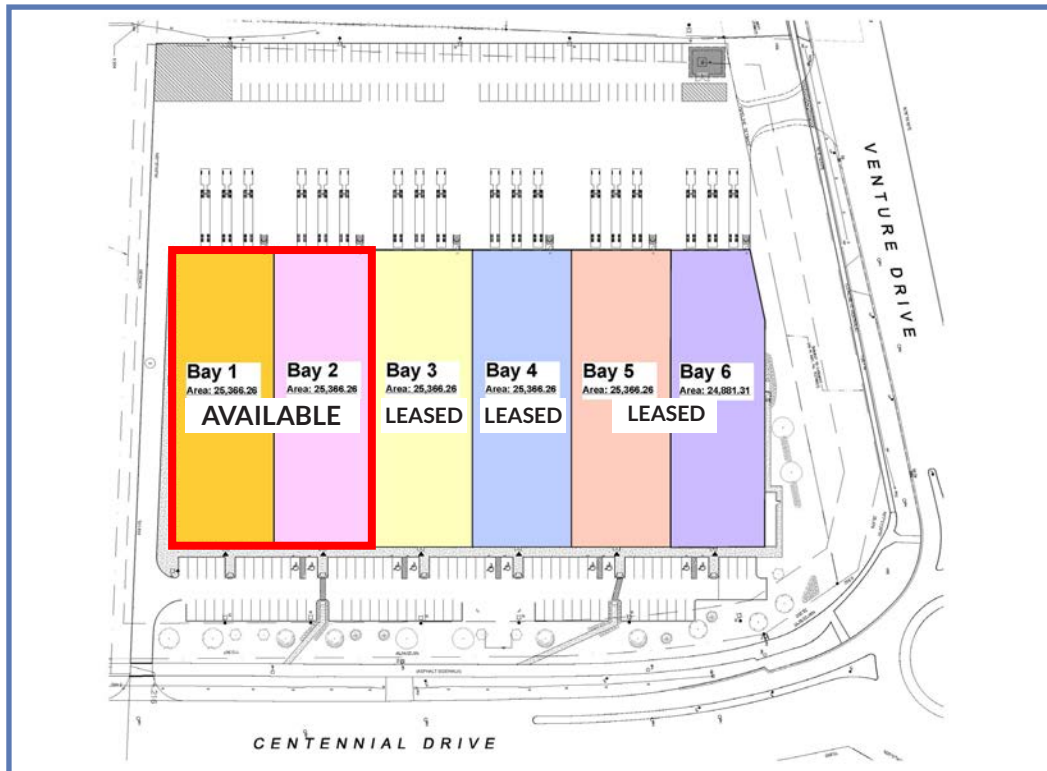 VENTURE DRIVE
Bay 1
Area: 25,366.26
Bay 2
Area: 25,366.26
AVAILABLE
Bay 3
Area: 25,366.26
LEASED
Bay 4
Area: 25,366.26
LEASED
Bay 5
Area: 25,366.26
Bay 6
Area: 24,881.31
LEASED
(ASPHALT SIDEWALK)
CENTENNIAL DRIVE